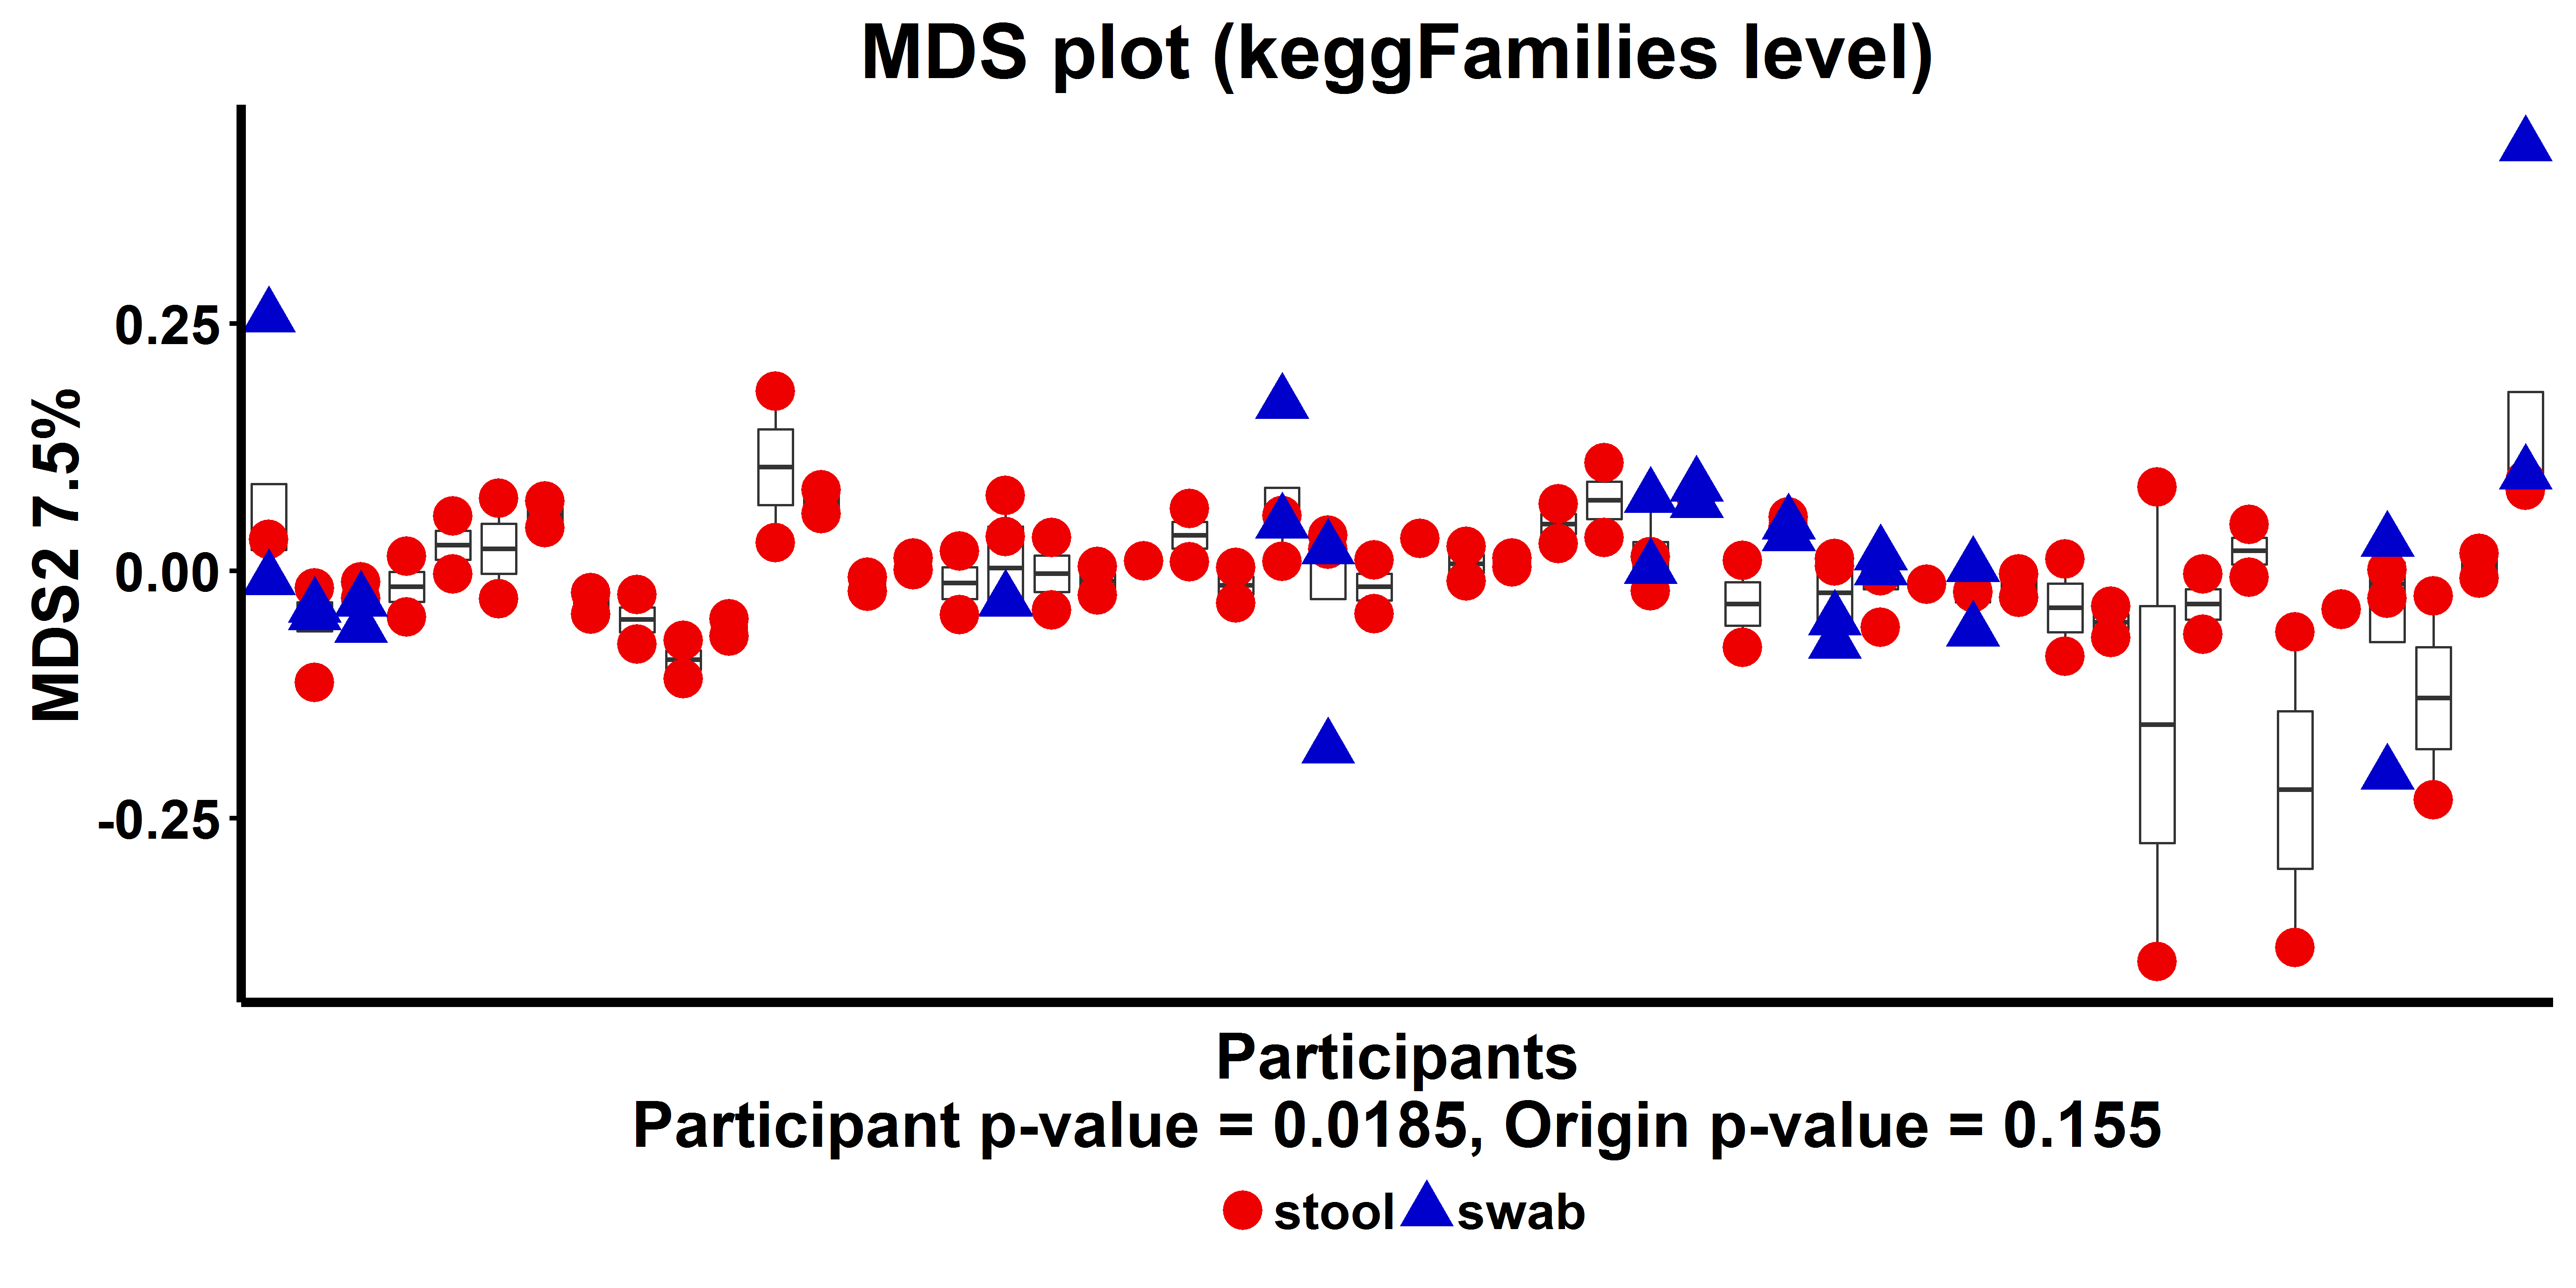 MDS plot (keggFamilies level)
MDS2 7.5%
0.25
0.00
-0.25
Participants
Participant p-value = 0.0185, Origin p-value = 0.155
stool swab